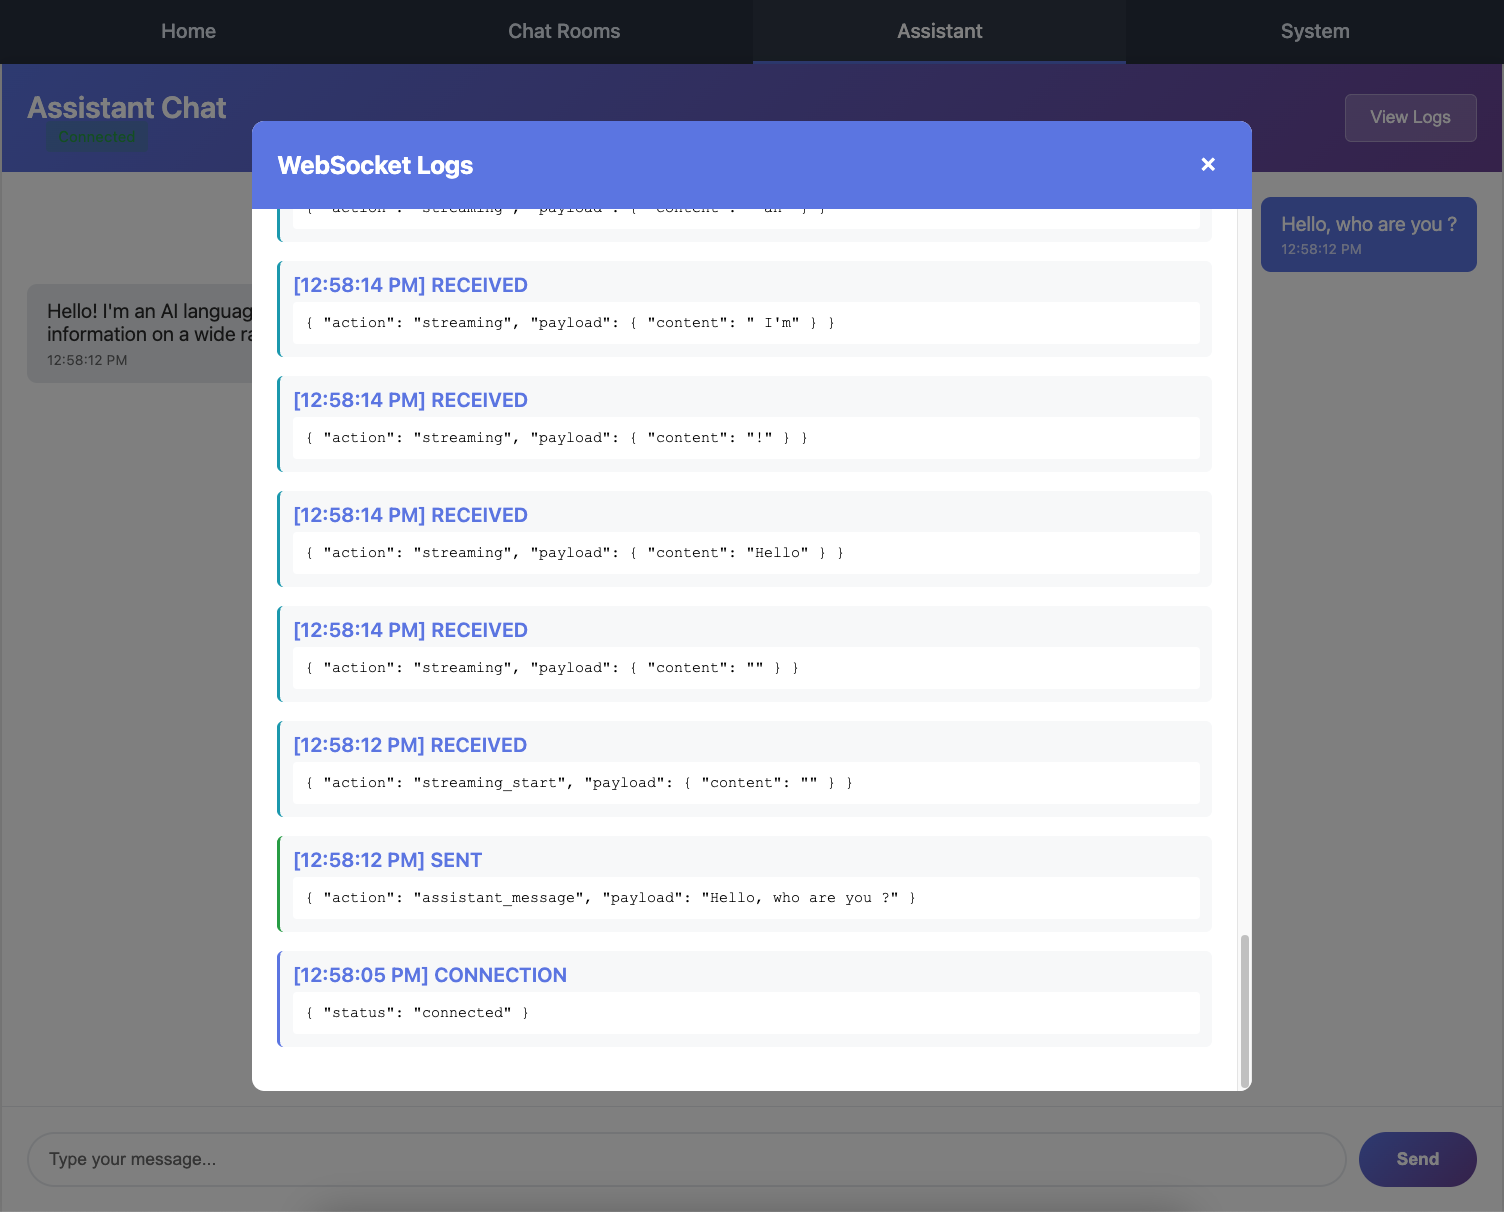 Home
Chat Rooms
Assistant
System
Assistant Chat
Connected
View Logs
WebSocket Logs
×
Hello, who are you ?
12:58:12 PM
Hello! I'm an AI
information on a wide
12:58:12 PM
{ "action": "streaming", "payload": { "content": " an" } }
[12:58:14 PM] RECEIVED
{ "action": "streaming", "payload": { "content": " I'm" } }
[12:58:14 PM] RECEIVED
{ "action": "streaming", "payload": { "content": "!" } }
[12:58:14 PM] RECEIVED
{ "action": "streaming", "payload": { "content": "Hello" } }
[12:58:14 PM] RECEIVED
{ "action": "streaming", "payload": { "content": "" } }
[12:58:12 PM] RECEIVED
{ "action": "streaming_start", "payload": { "content": "" } }
[12:58:12 PM] SENT
{ "action": "assistant_message", "payload": "Hello, who are you ?" }
[12:58:05 PM] CONNECTION
{ "status": "connected" }
Type your message...
Send